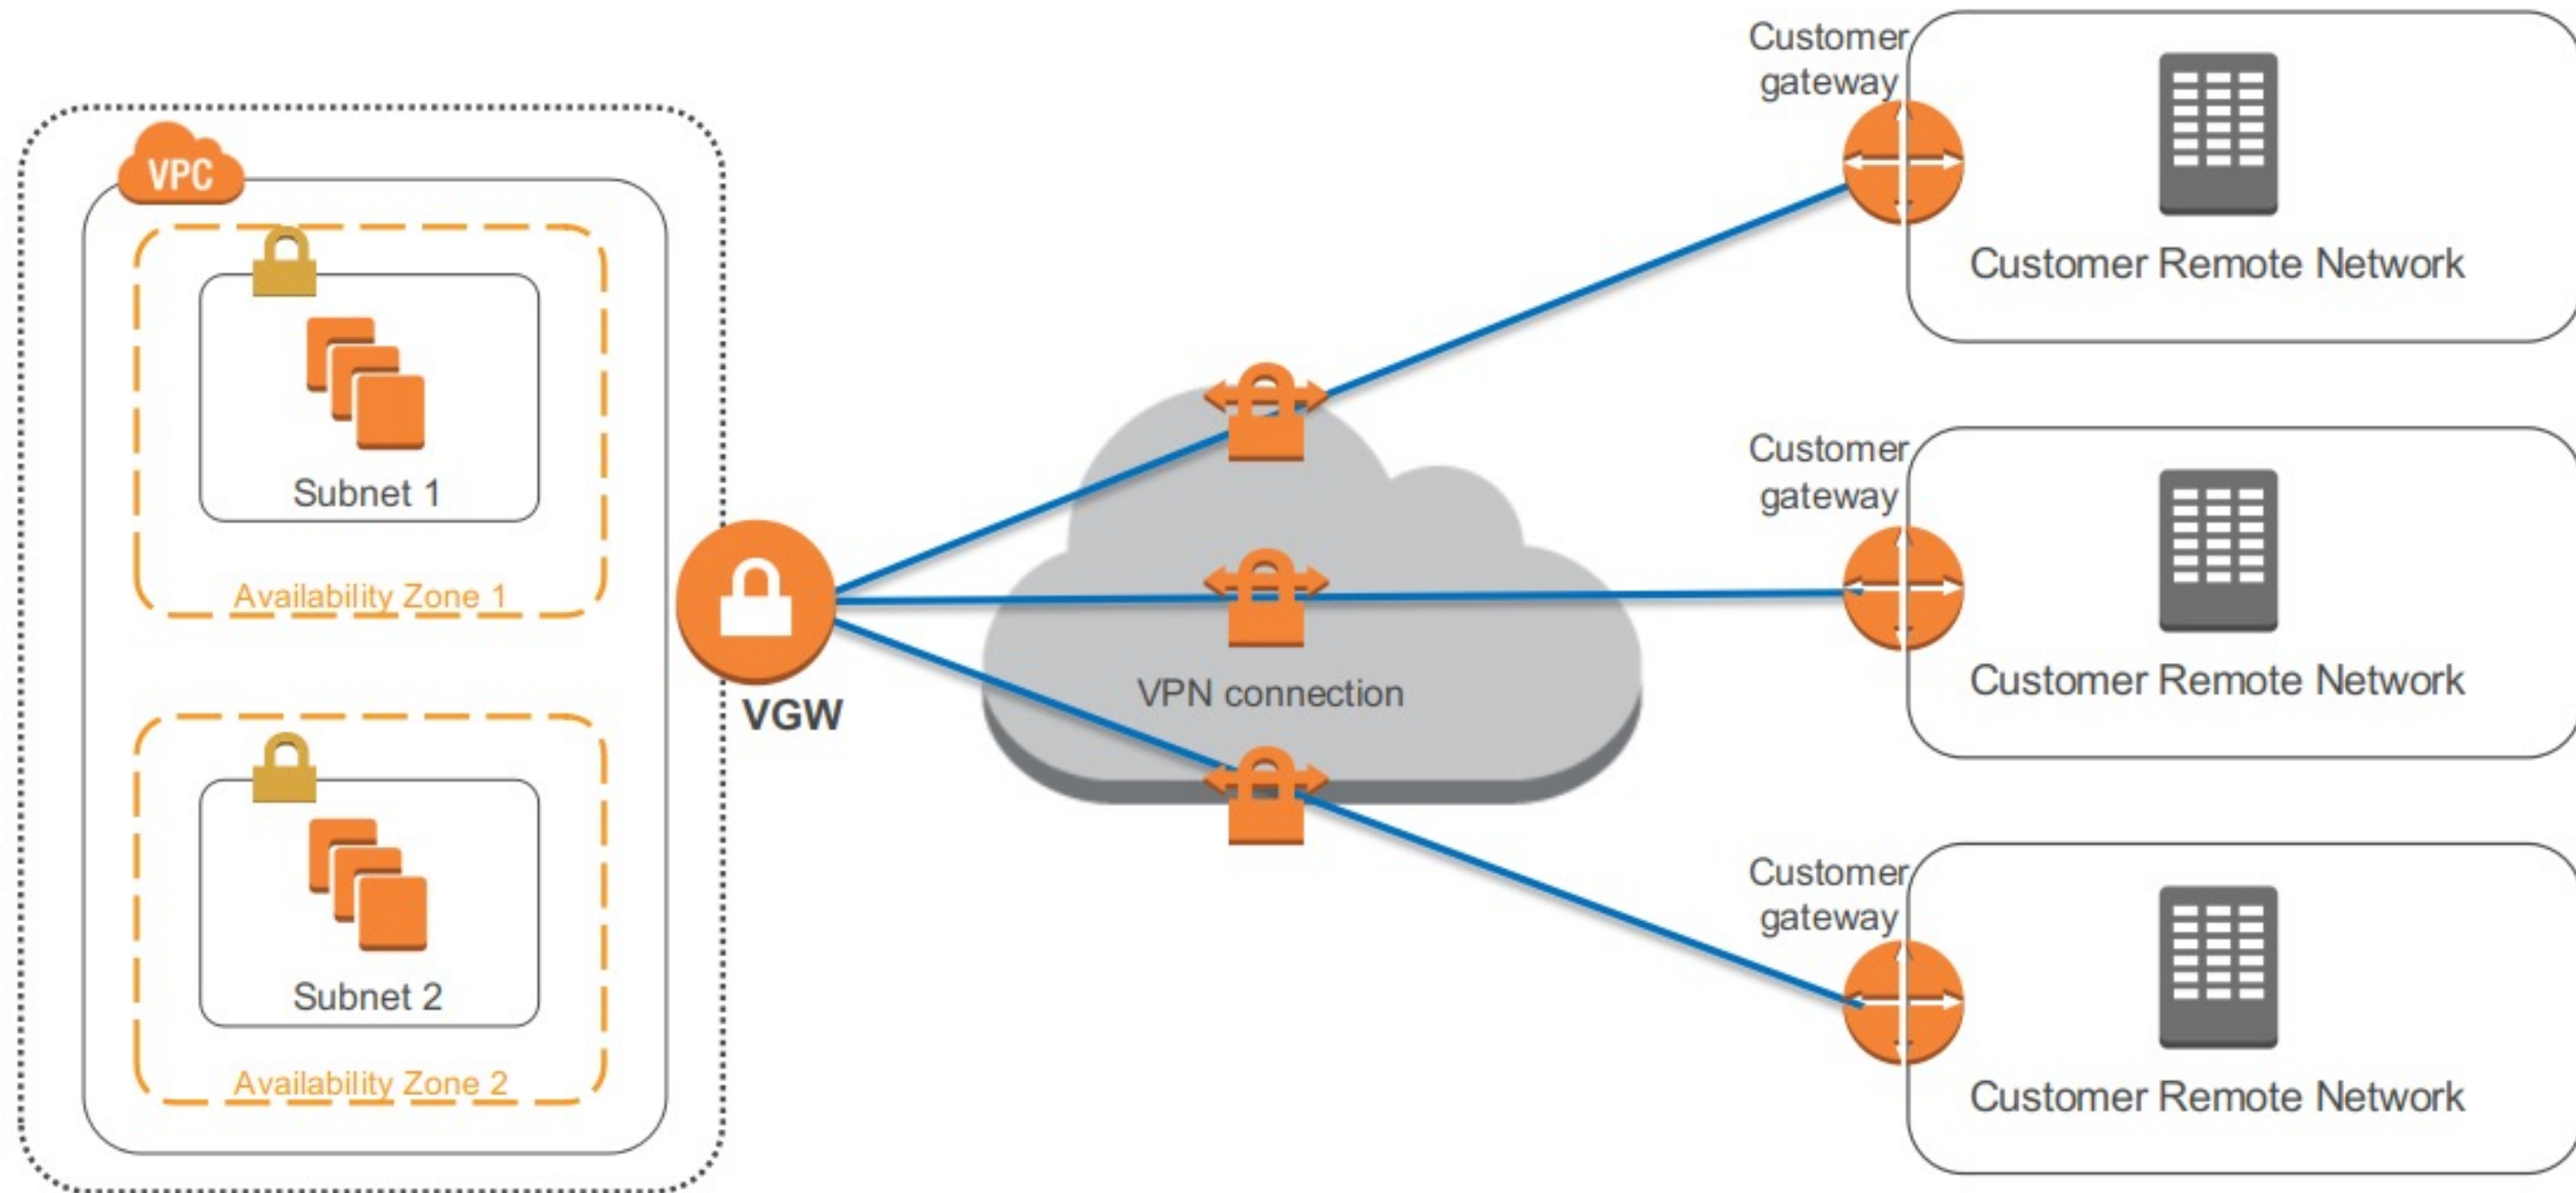 VPC
Subnet 1
Availability Zone 1
Subnet 2
Availability Zone 2
VGW
VPN connection
Customer
gateway
Customer Remote Network
Customer
gateway
Customer Remote Network
Customer
gateway
Customer Remote Network